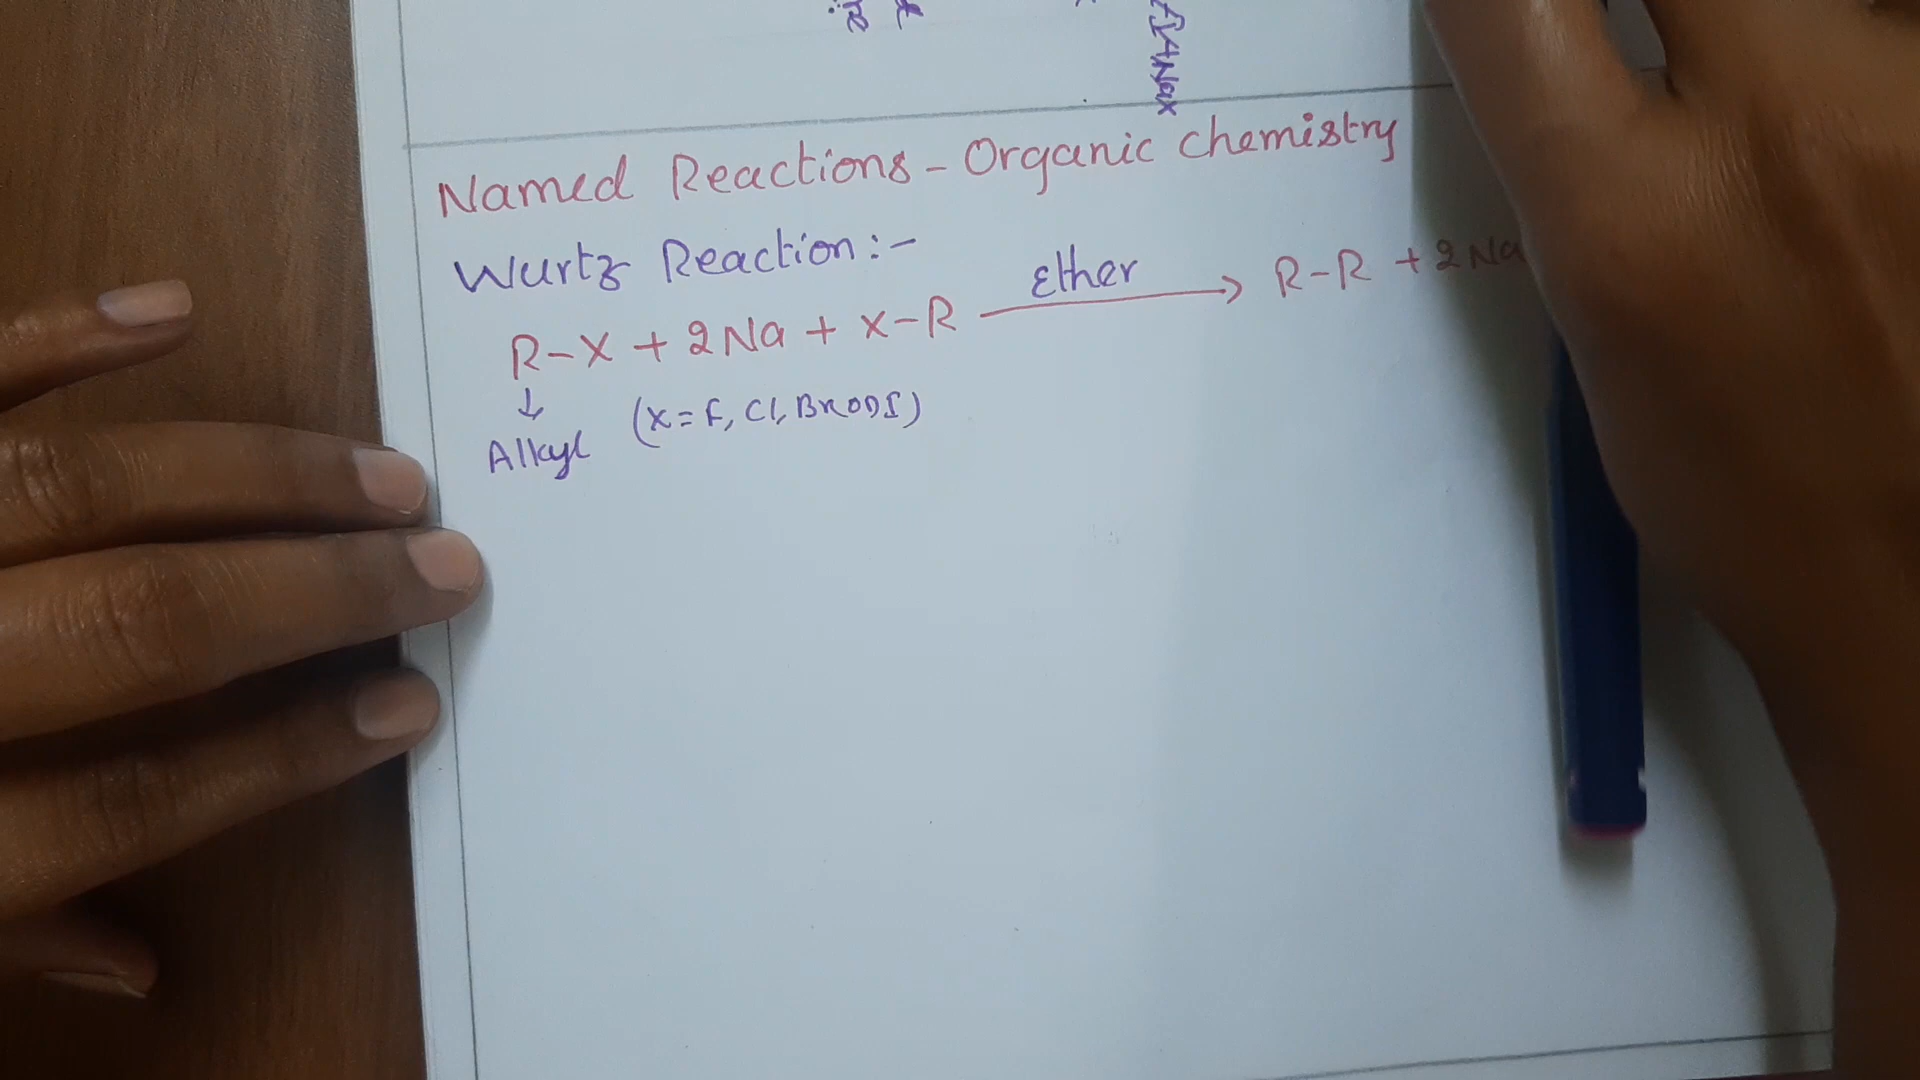 Named Reactions - Organic Chemistry
Wurtz Reaction :-
R-X + 2Na + X-R Ether → R-R + 2Na
↓
Alkyl (X = F, Cl, Br or I)